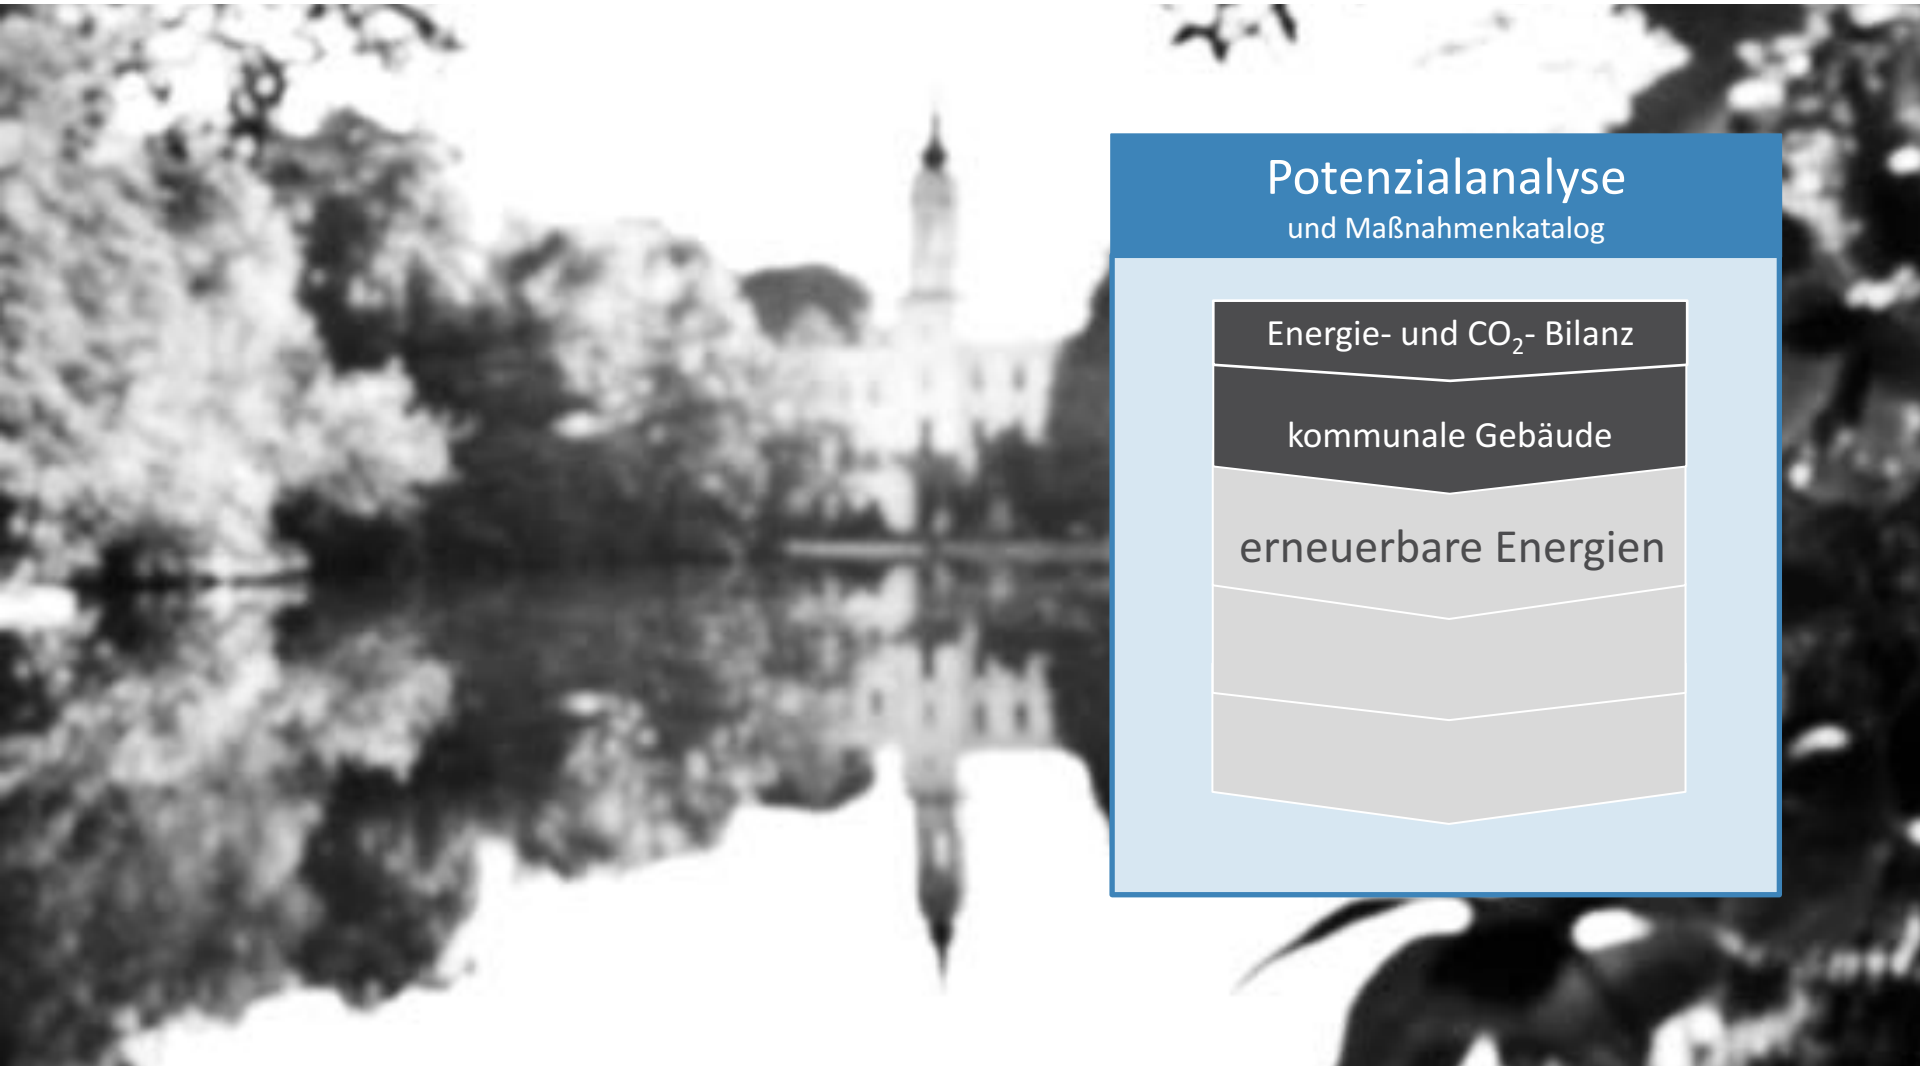 Potenzialanalyse
und Maßnahmenkatalog
Energie- und CO₂- Bilanz
kommunale Gebäude
erneuerbare Energien